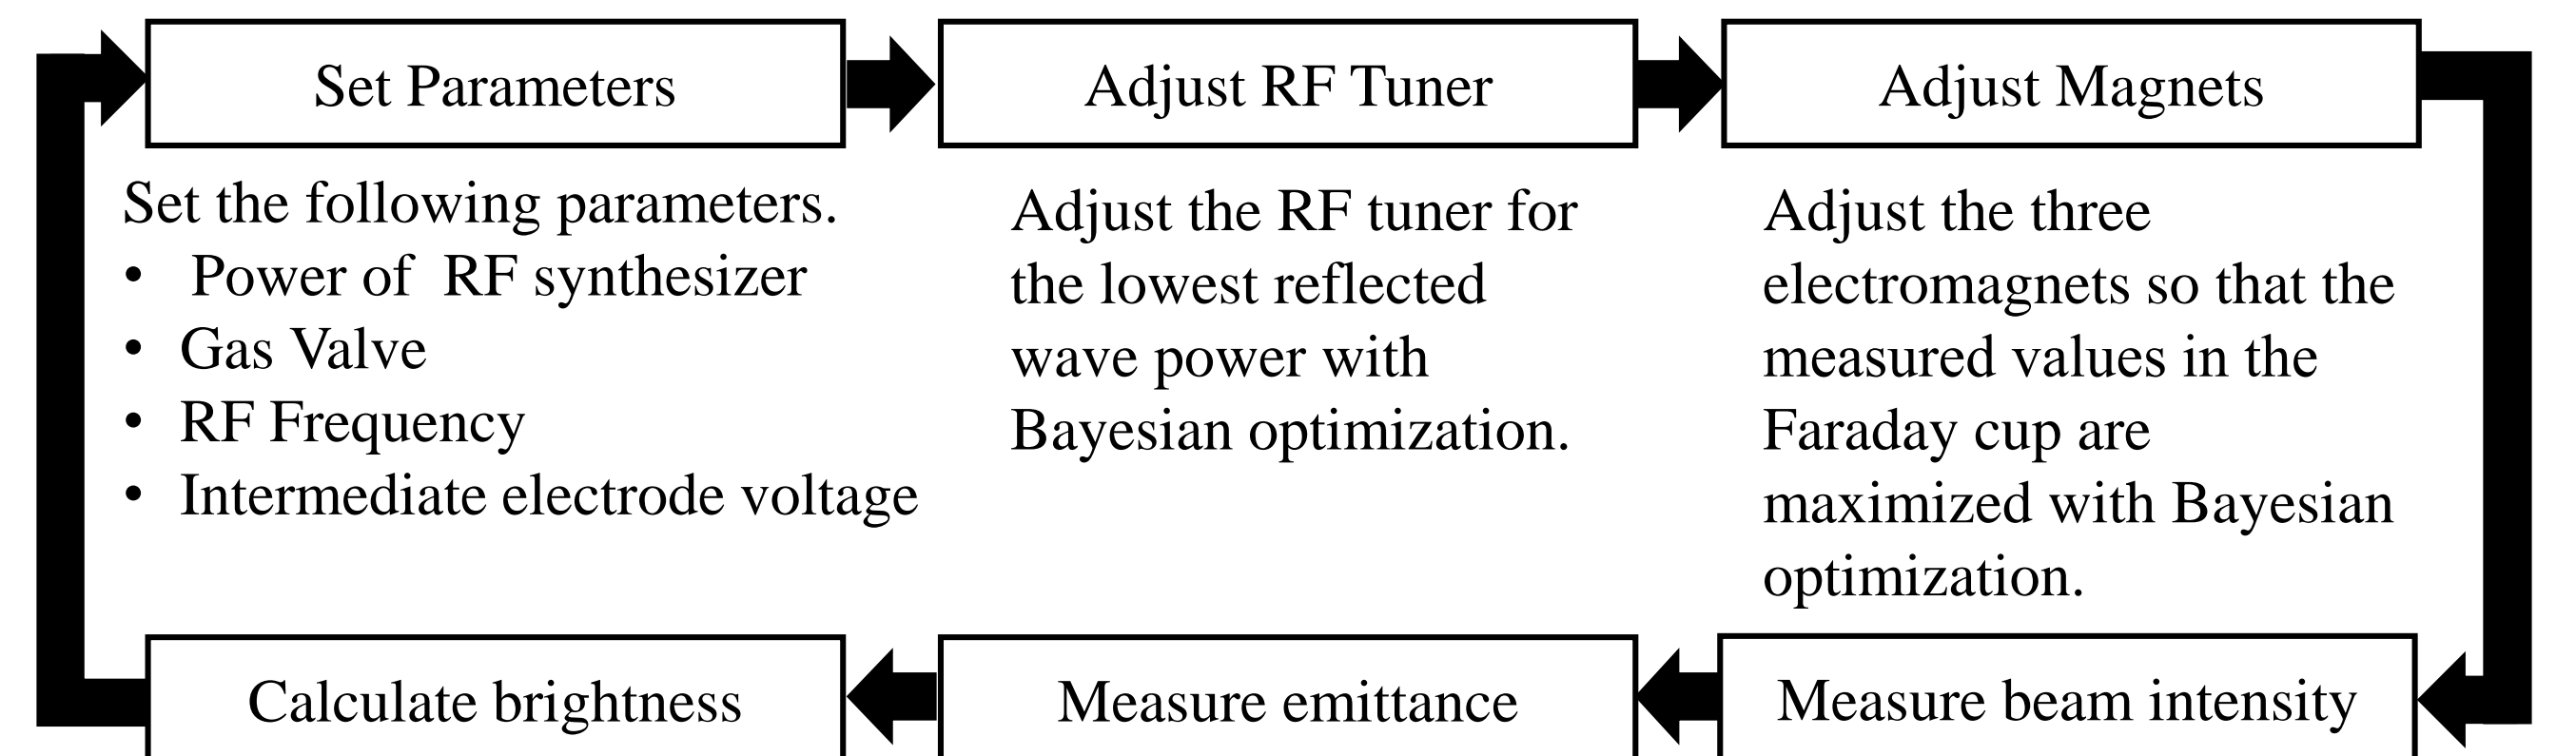 Set Parameters
Adjust RF Tuner
Adjust Magnets
Set the following parameters.
• Power of RF synthesizer
• Gas Valve
• RF Frequency
• Intermediate electrode voltage
Adjust the RF tuner for
the lowest reflected
wave power with
Bayesian optimization.
Adjust the three
electromagnets so that the
measured values in the
Faraday cup are
maximized with Bayesian
optimization.
Measure beam intensity
Measure emittance
Calculate brightness